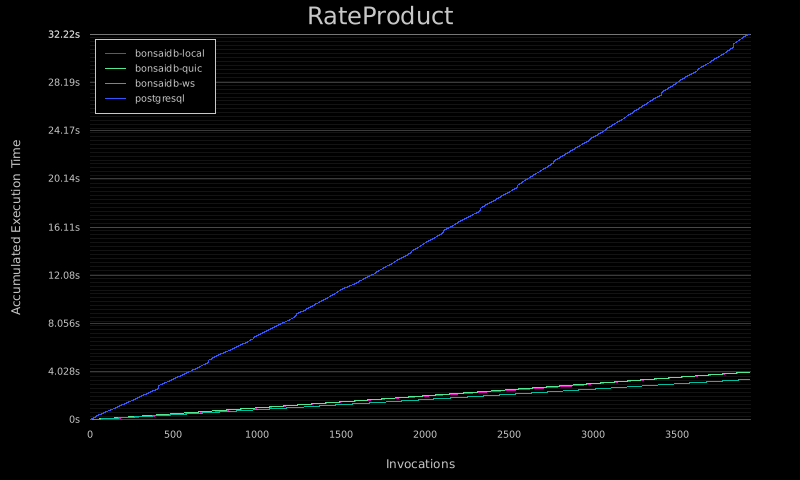 RateProduct
32.22s
28.19s
24.17s
20.14s
16.11s
12.08s
8.056s
4.028s
0s
bonsaidb-local
bonsaidb-quic
bonsaidb-ws
postgresql
Accumulated Execution Time
0 500 1000 1500 2000 2500 3000 3500
Invocations